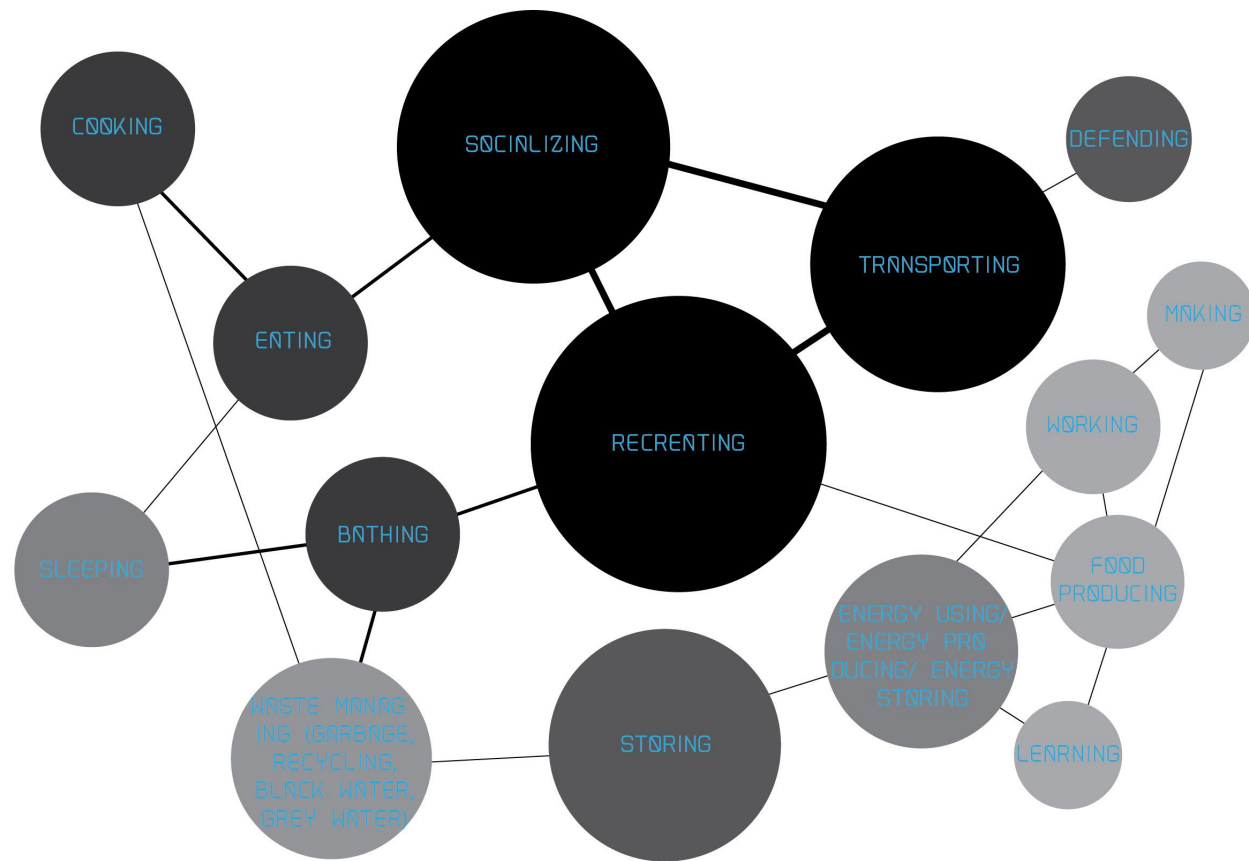 COOKING
SOCIALIZING
DEFENDING
TRANSPORTING
MAKING
EATING
WORKING
RECREATING
BATHING
SLEEPING
FOOD
PRODUCING
ENERGY USING/
ENERGY PRO
DUCING/ ENERGY
STORING
WASTE MANAG
ING (GARBAGE,
RECYCLING,
BLACK WATER,
GREY WATER)
STORING
LEARNING